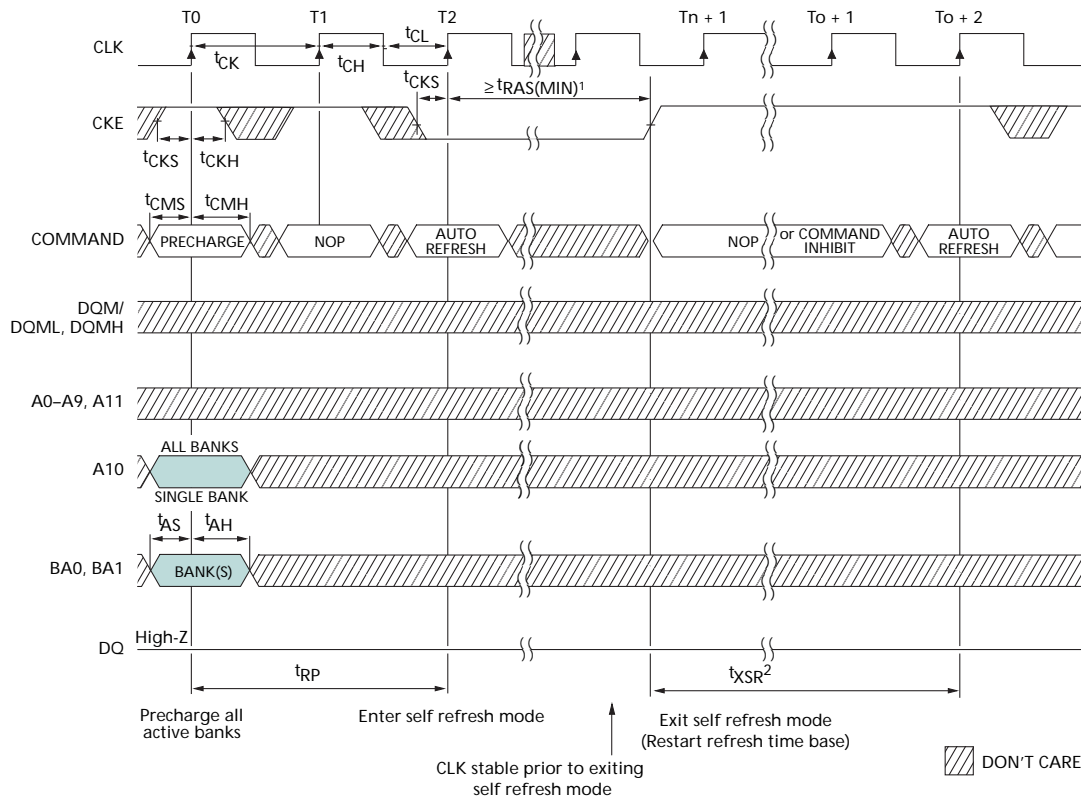 T0 T1 T2 Tn + 1 To + 1 To + 2
CLK
tCK tCH tCL
tCKS ≥ tRAS(MIN)¹
CKE
tCKS tCKH
tCMS tCMH
COMMAND PRECHARGE NOP AUTO REFRESH NOP or COMMAND INHIBIT AUTO REFRESH
DQM/
DQML, DQMH
A0–A9, A11
ALL BANKS
A10
SINGLE BANK
tAS tAH
BA0, BA1 BANK(S)
High-Z
DQ
tRP tXSR²
Precharge all
active banks
Enter self refresh mode
Exit self refresh mode
(Restart refresh time base)
CLK stable prior to exiting
self refresh mode
DON'T CARE